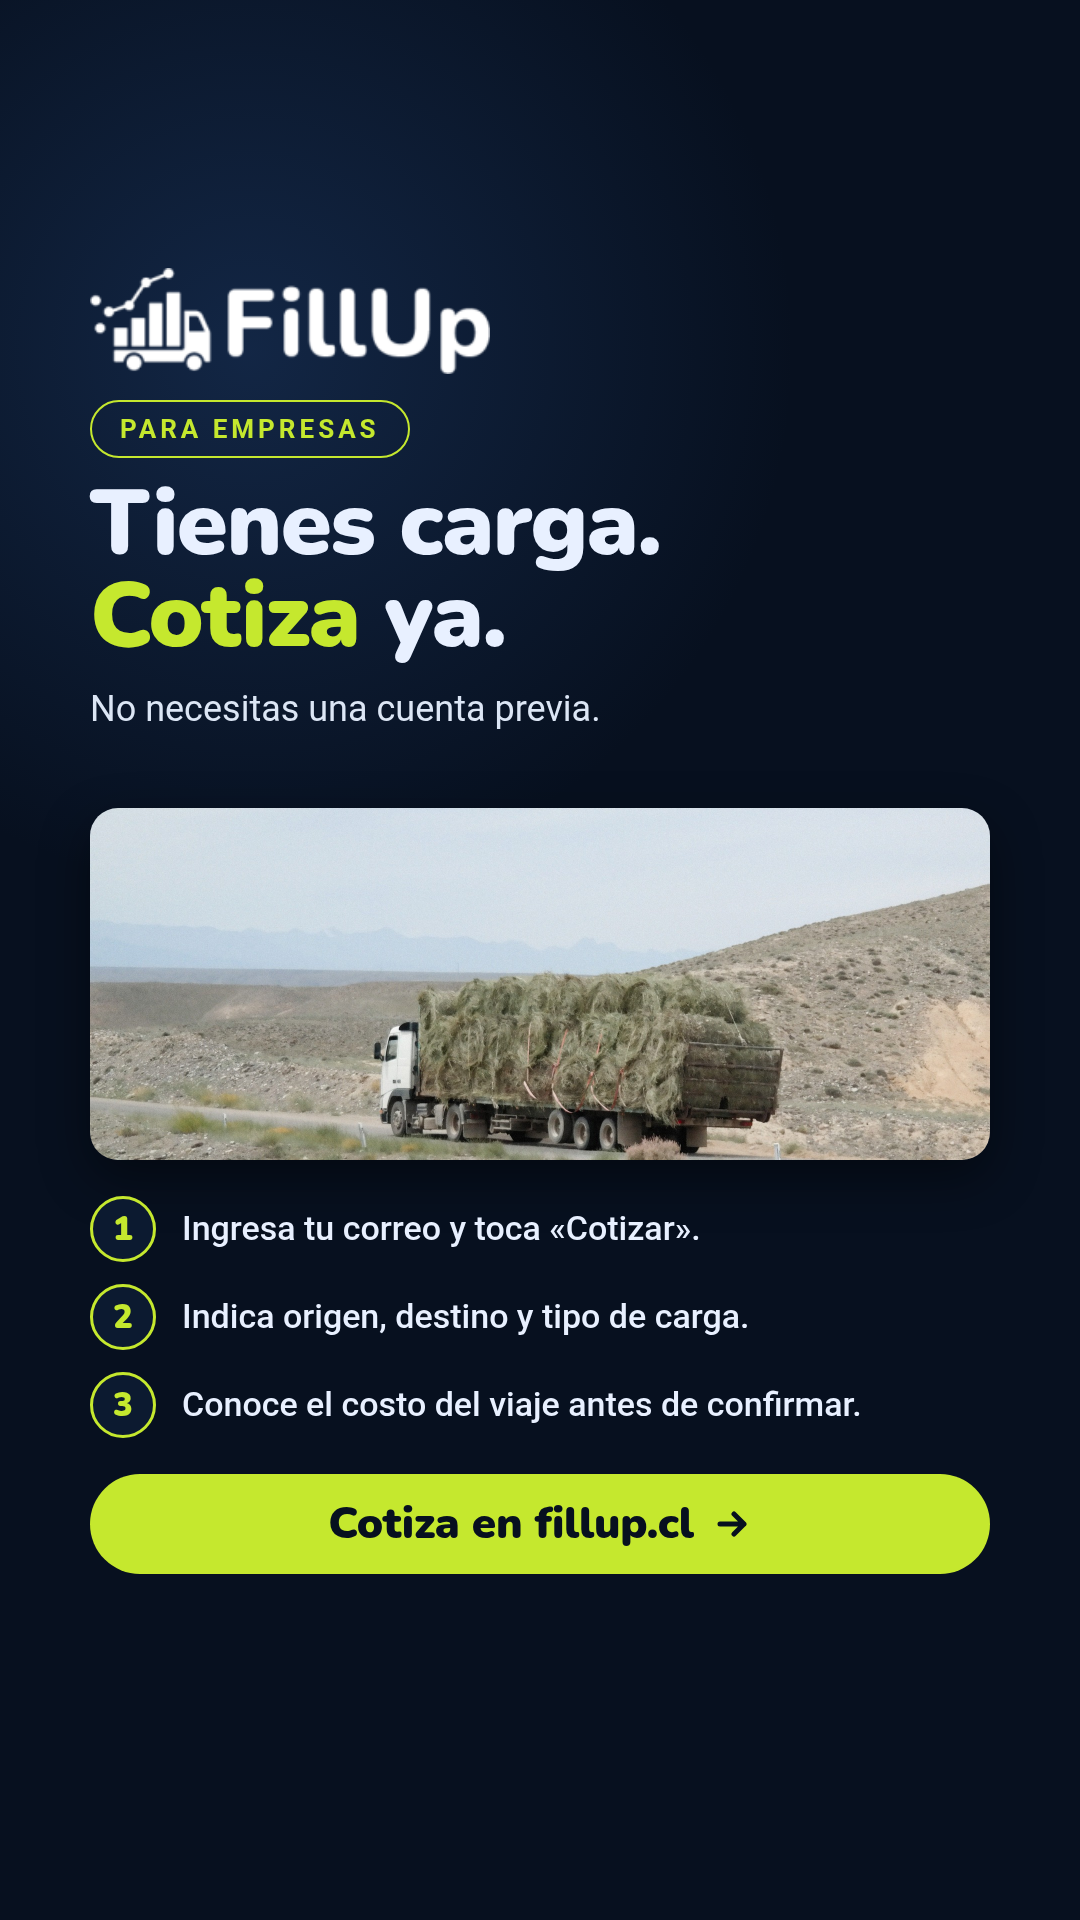 FillUp
PARA EMPRESAS
Tienes carga.
Cotiza ya.
No necesitas una cuenta previa.
1 Ingresa tu correo y toca «Cotizar».
2 Indica origen, destino y tipo de carga.
3 Conoce el costo del viaje antes de confirmar.
Cotiza en fillup.cl →